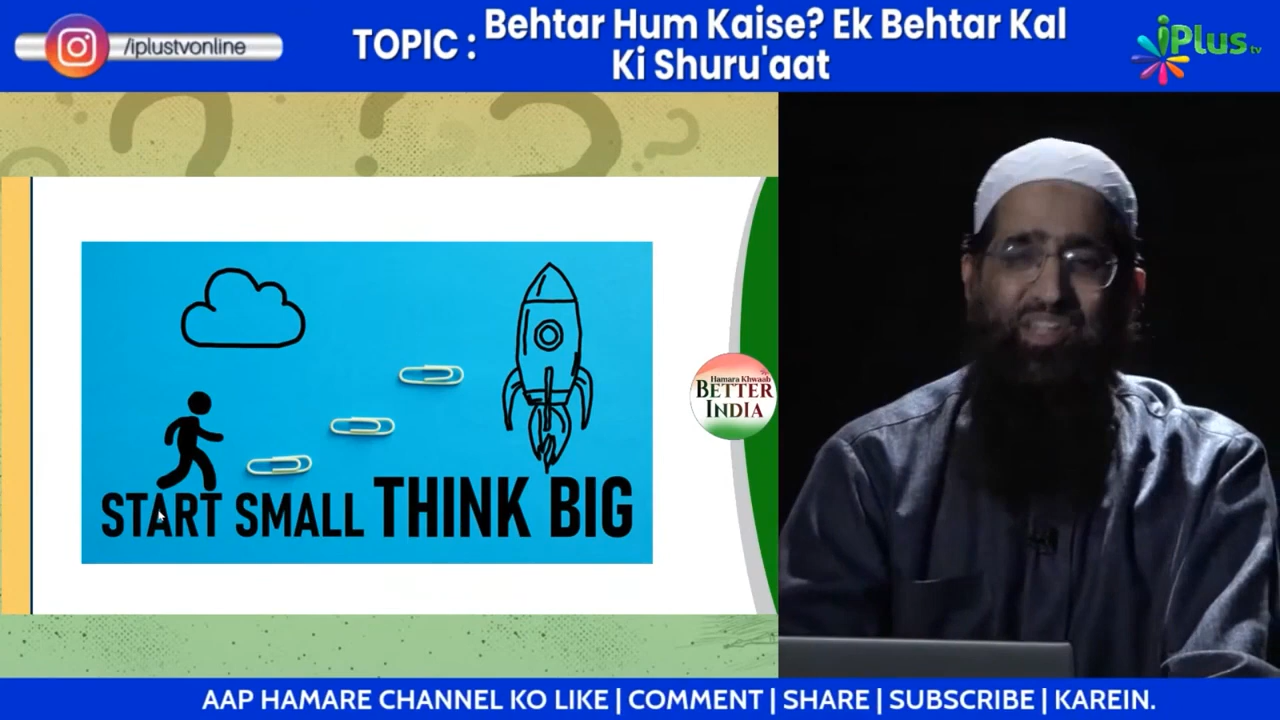 /iplustvonline
TOPIC :
Behtar Hum Kaise? Ek Behtar Kal
Ki Shuru'aat
iPlus tv
Hamara Khwaab
BETTER
INDIA
START SMALL THINK BIG
AAP HAMARE CHANNEL KO LIKE | COMMENT | SHARE | SUBSCRIBE | KAREIN.